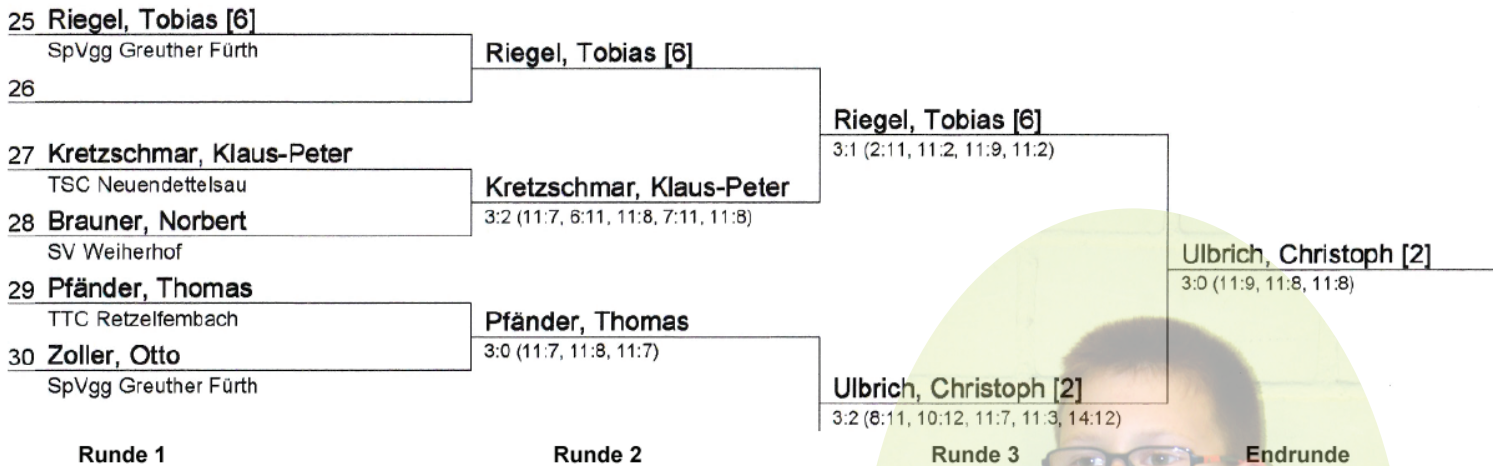 25 Riegel, Tobias [6]
SpVgg Greuther Fürth
26
27 Kretzschmar, Klaus-Peter
TSC Neuendettelsau
28 Brauner, Norbert
SV Weiherhof
29 Pfänder, Thomas
TTC Retzelfembach
30 Zoller, Otto
SpVgg Greuther Fürth
Runde 1
Riegel, Tobias [6]
Kretzschmar, Klaus-Peter
3:2 (11:7, 6:11, 11:8, 7:11, 11:8)
Pfänder, Thomas
3:0 (11:7, 11:8, 11:7)
Runde 2
Riegel, Tobias [6]
3:1 (2:11, 11:2, 11:9, 11:2)
Ulbrich, Christoph [2]
3:2 (8:11, 10:12, 11:7, 11:3, 14:12)
Runde 3
Ulbrich, Christoph [2]
3:0 (11:9, 11:8, 11:8)
Endrunde